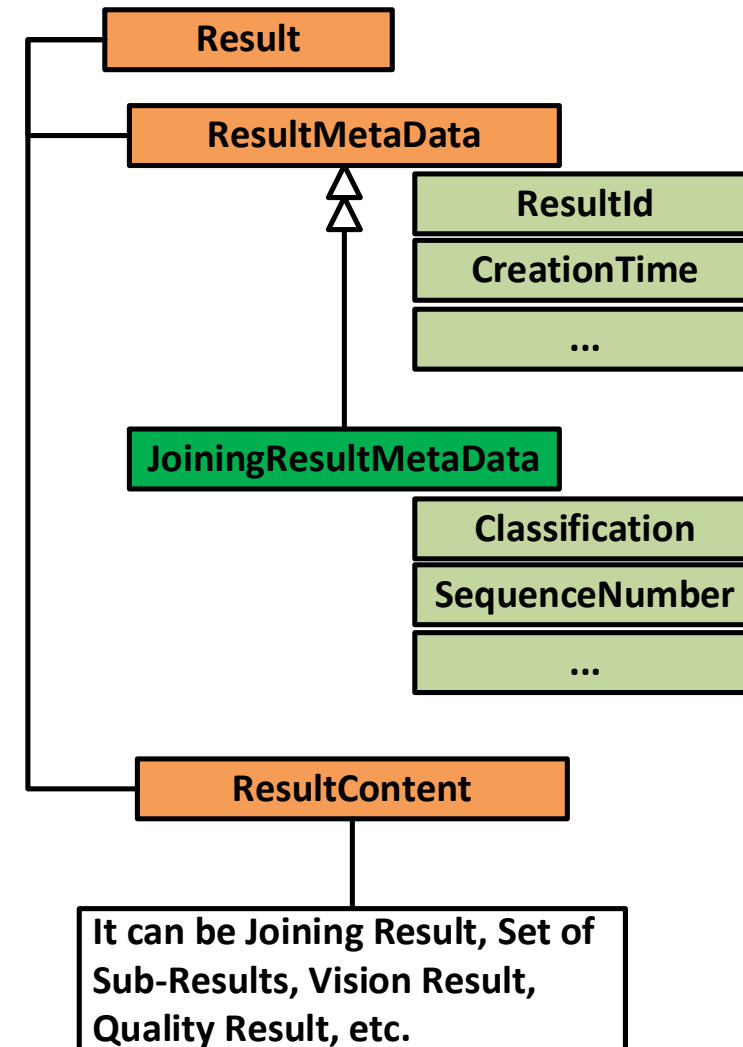 Result
ResultMetaData
ResultId
CreationTime
...
JoiningResultMetaData
Classification
SequenceNumber
...
ResultContent
It can be Joining Result, Set of
Sub-Results, Vision Result,
Quality Result, etc.